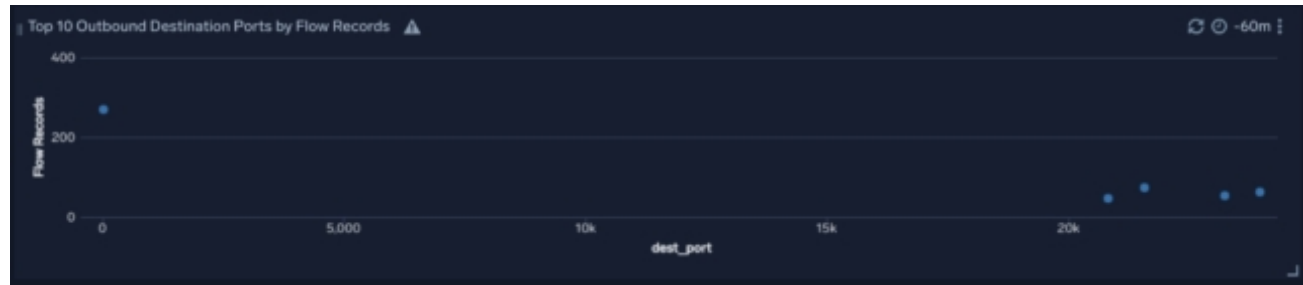 Top 10 Outbound Destination Ports by Flow Records
-60m
400
Flow Records
200
0
0 5,000 10k 15k 20k
dest_port